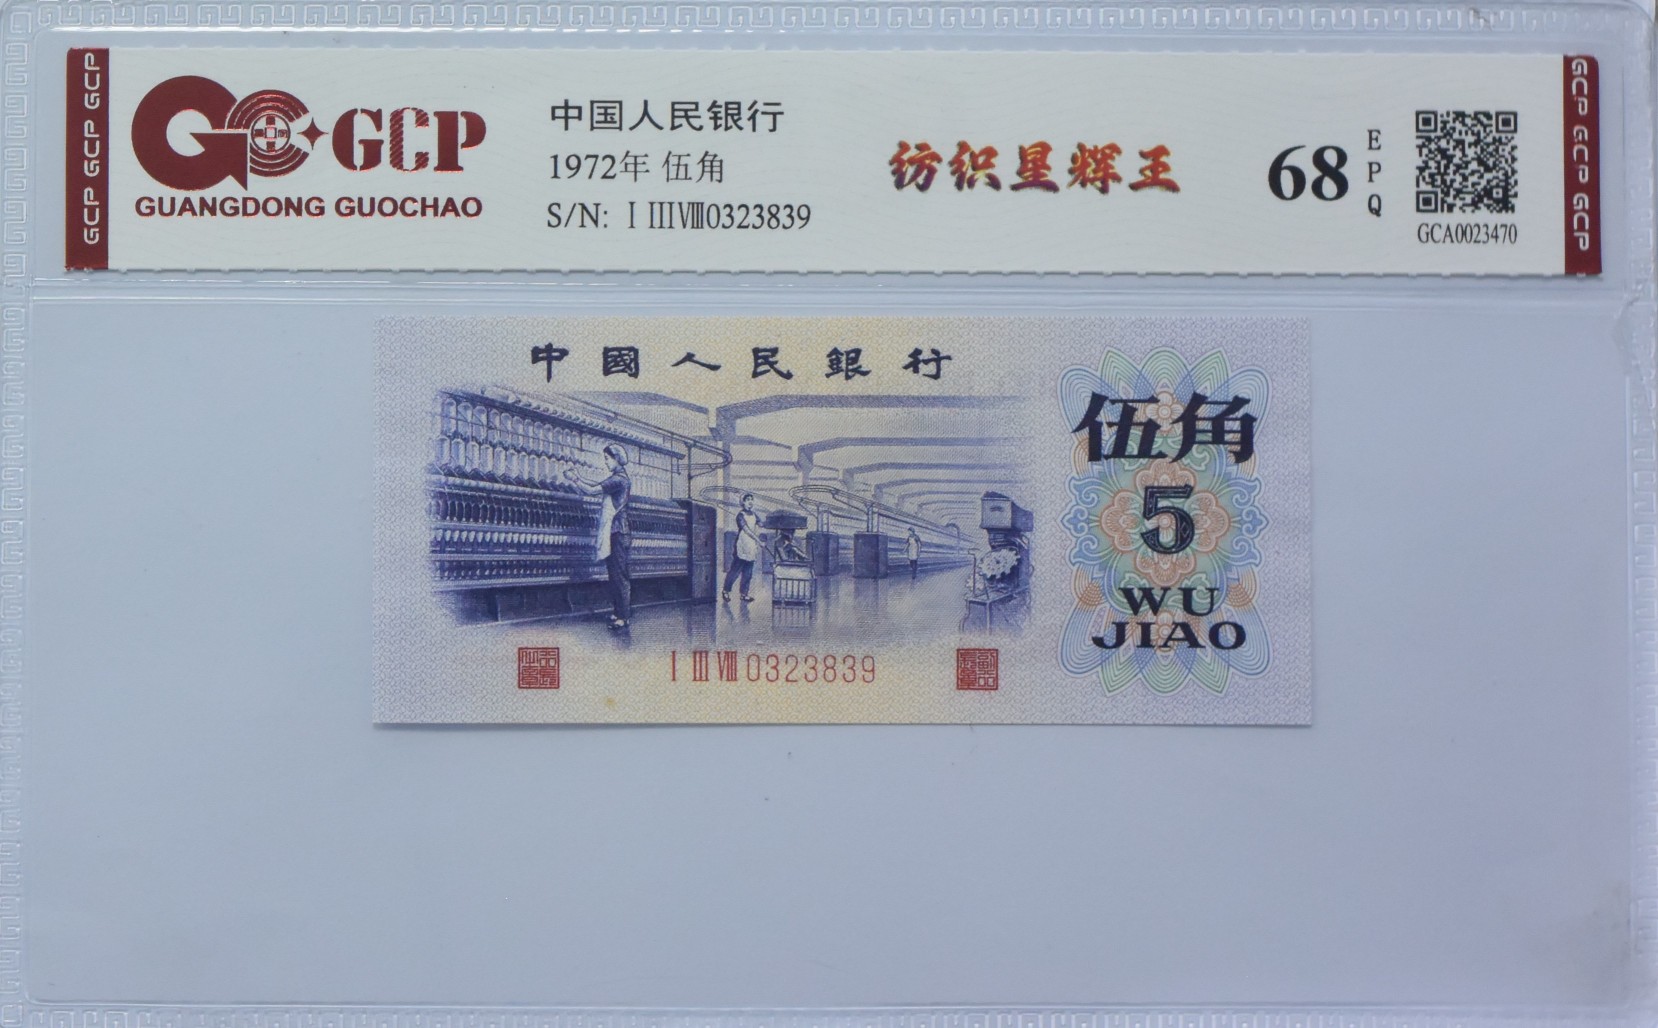 GCP GCP GCP
GCP
GUANGDONG GUOCHAO
中国人民银行
1972年 伍角
S/N: Ⅰ Ⅲ Ⅷ 0323839
纺织星辉王
68
EPQ
GCA0023470
GCP GCP GCP
中國人民銀行
伍角
5
WU
JIAO
Ⅰ Ⅲ Ⅷ 0323839